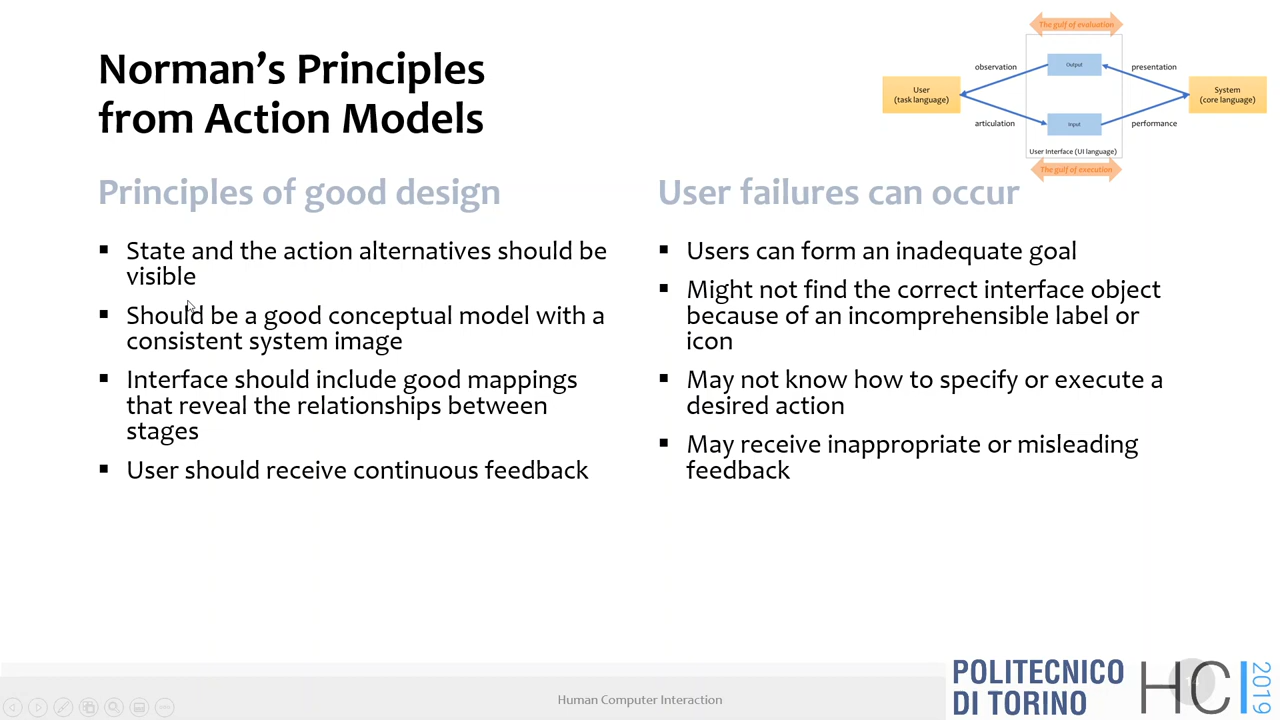 Norman’s Principles
from Action Models
The gulf of evaluation
observation
Output
presentation
User
(task language)
System
(core language)
articulation
Input
performance
User Interface (UI language)
The gulf of execution
Principles of good design
▪ State and the action alternatives should be
visible
▪ Should be a good conceptual model with a
consistent system image
▪ Interface should include good mappings
that reveal the relationships between
stages
▪ User should receive continuous feedback
User failures can occur
▪ Users can form an inadequate goal
▪ Might not find the correct interface object
because of an incomprehensible label or
icon
▪ May not know how to specify or execute a
desired action
▪ May receive inappropriate or misleading
feedback
Human Computer Interaction
POLITECNICO
DI TORINO
HCI
2019